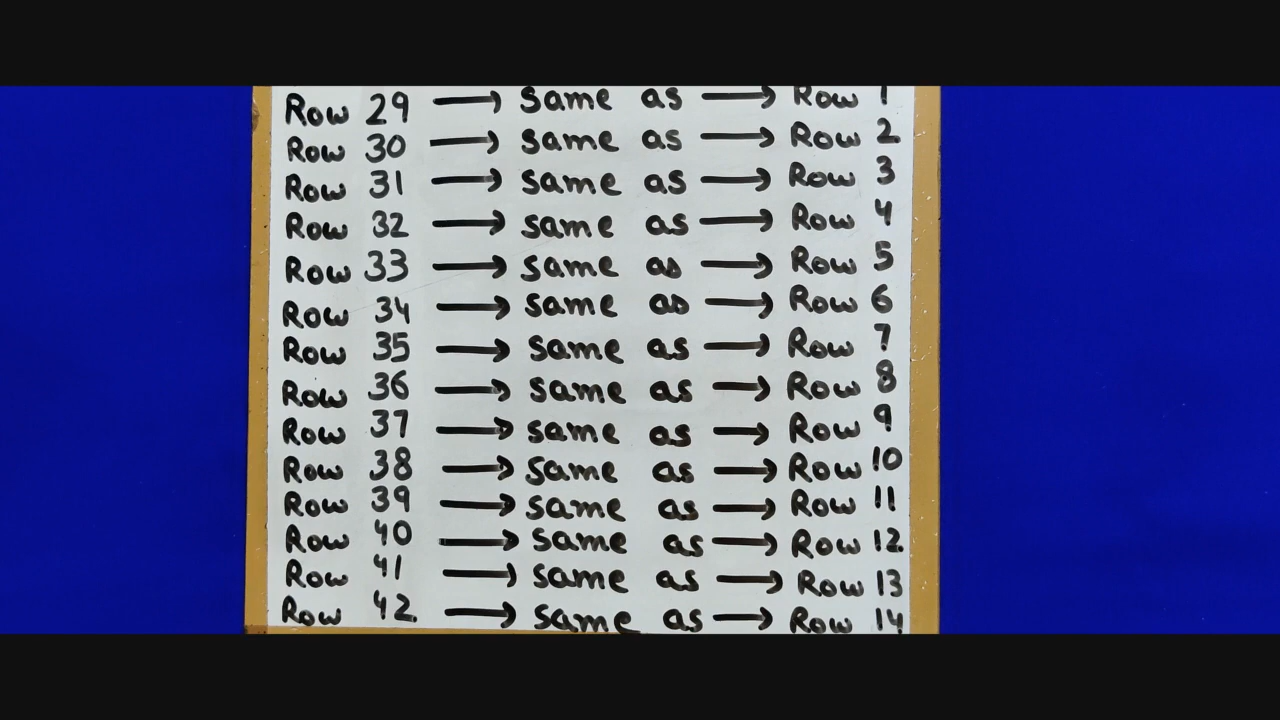 Row 29 → Same as → Row 1
Row 30 → Same as → Row 2
Row 31 → Same as → Row 3
Row 32 → Same as → Row 4
Row 33 → Same as → Row 5
Row 34 → Same as → Row 6
Row 35 → Same as → Row 7
Row 36 → Same as → Row 8
Row 37 → Same as → Row 9
Row 38 → Same as → Row 10
Row 39 → Same as → Row 11
Row 40 → Same as → Row 12
Row 41 → Same as → Row 13
Row 42 → Same as → Row 14